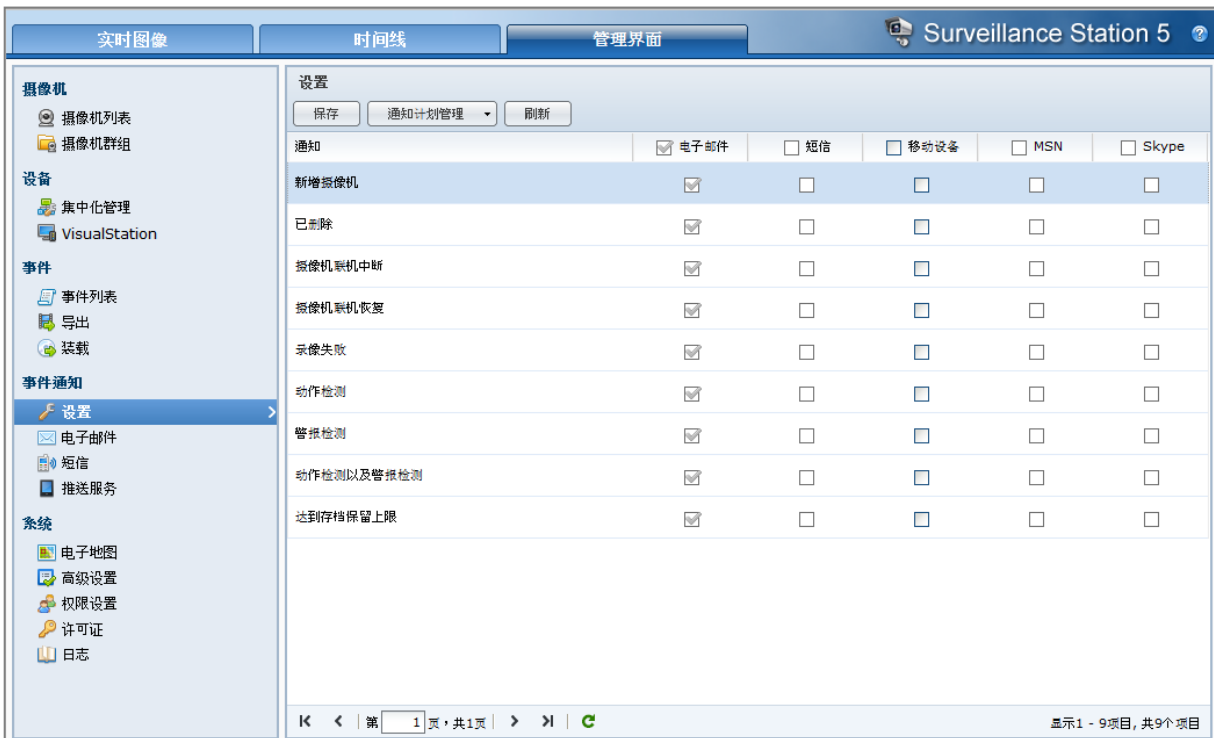 实时图像
时间线
管理界面
Surveillance Station 5
摄像机
摄像机列表
摄像机群组
设备
集中化管理
VisualStation
事件
事件列表
导出
装载
事件通知
设置
电子邮件
短信
推送服务
系统
电子地图
高级设置
权限设置
许可证
日志
设置
保存 通知计划管理 刷新
通知 电子邮件 短信 移动设备 MSN Skype
新增摄像机
已删除
摄像机联机中断
摄像机联机恢复
录像失败
动作检测
警报检测
动作检测以及警报检测
达到存档保留上限
第 1 页,共1页
显示1 - 9项目, 共9个项目